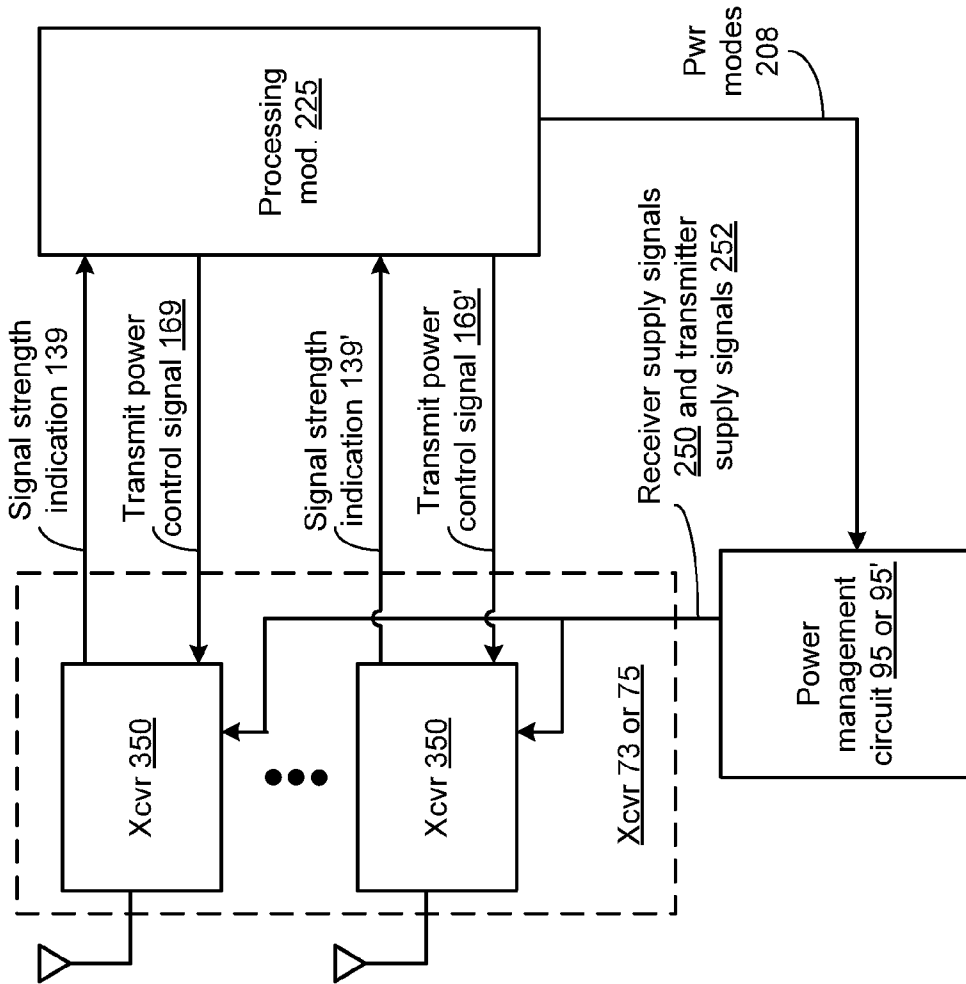 Signal strength
indication 139
Transmit power
control signal 169
Signal strength
indication 139'
Transmit power
control signal 169'
Processing
mod. 225
Xcvr 350
Xcvr 350
Xcvr 73 or 75
Receiver supply signals
250 and transmitter
supply signals 252
Pwr
modes
208
Power
management
circuit 95 or 95'